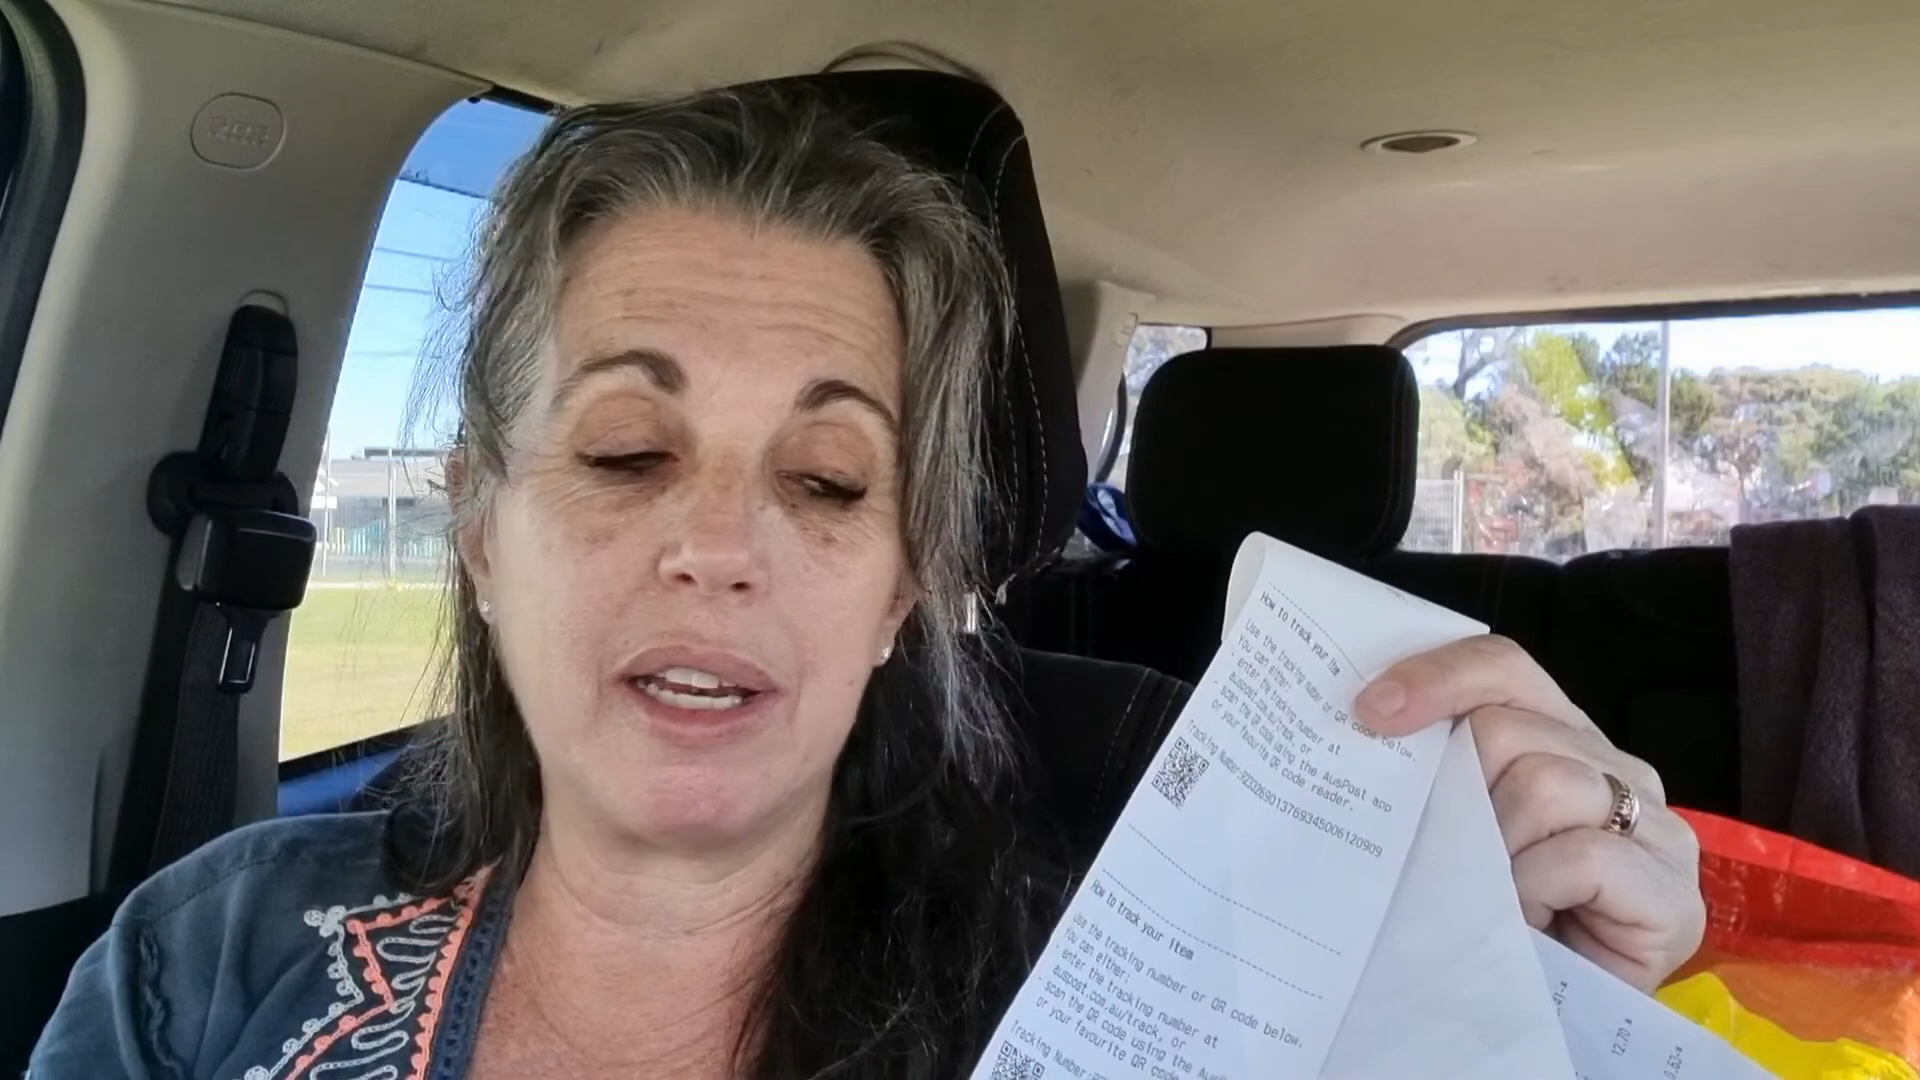 How to track your item
Use the tracking number or QR code below.
You can either:
- enter the tracking number at
auspost.com.au/track, or
- scan the QR code using the AusPost app
or your favourite QR code reader.
Tracking Number:
How to track your item
Use the tracking number or QR code below.
You can either:
- enter the tracking number at
auspost.com.au/track, or
- scan the QR code using the
or your favourite QR code
Tracking Number:
12.70